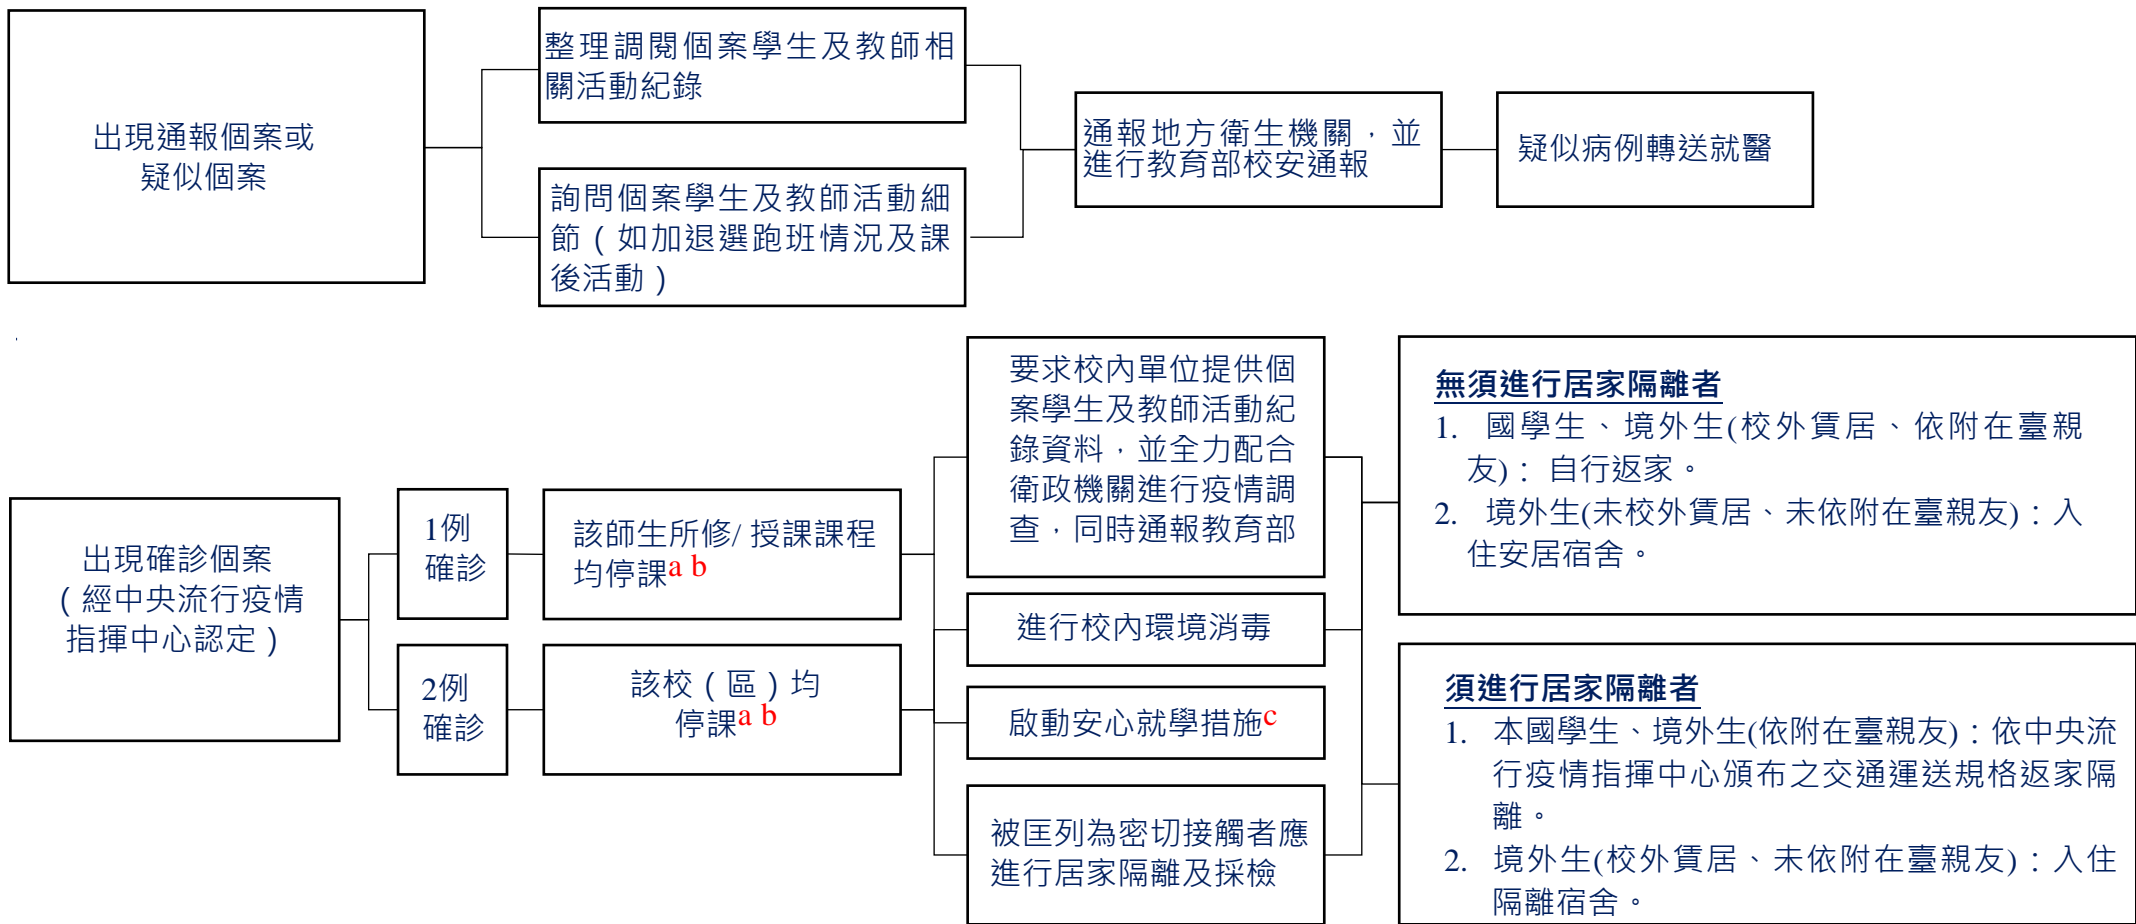 出現通報個案或
疑似個案
整理調閱個案學生及教師相
關活動紀錄
詢問個案學生及教師活動細
節（如加退選跑班情況及課
後活動）
通報地方衛生機關，並
進行教育部校安通報
疑似病例轉送就醫
出現確診個案
（經中央流行疫情
指揮中心認定）
1例
確診
2例
確診
該師生所修/ 授課課程
均停課a b
該校（區）均
停課a b
要求校內單位提供個
案學生及教師活動紀
錄資料，並全力配合
衛政機關進行疫情調
查，同時通報教育部
進行校內環境消毒
啟動安心就學措施c
被匡列為密切接觸者應
進行居家隔離及採檢
無須進行居家隔離者
1. 國學生、境外生(校外賃居、依附在臺親
友)： 自行返家。
2. 境外生(未校外賃居、未依附在臺親友)：入
住安居宿舍。
須進行居家隔離者
1. 本國學生、境外生(依附在臺親友)：依中央流
行疫情指揮中心頒布之交通運送規格返家隔
離。
2. 境外生(校外賃居、未依附在臺親友)：入住
隔離宿舍。